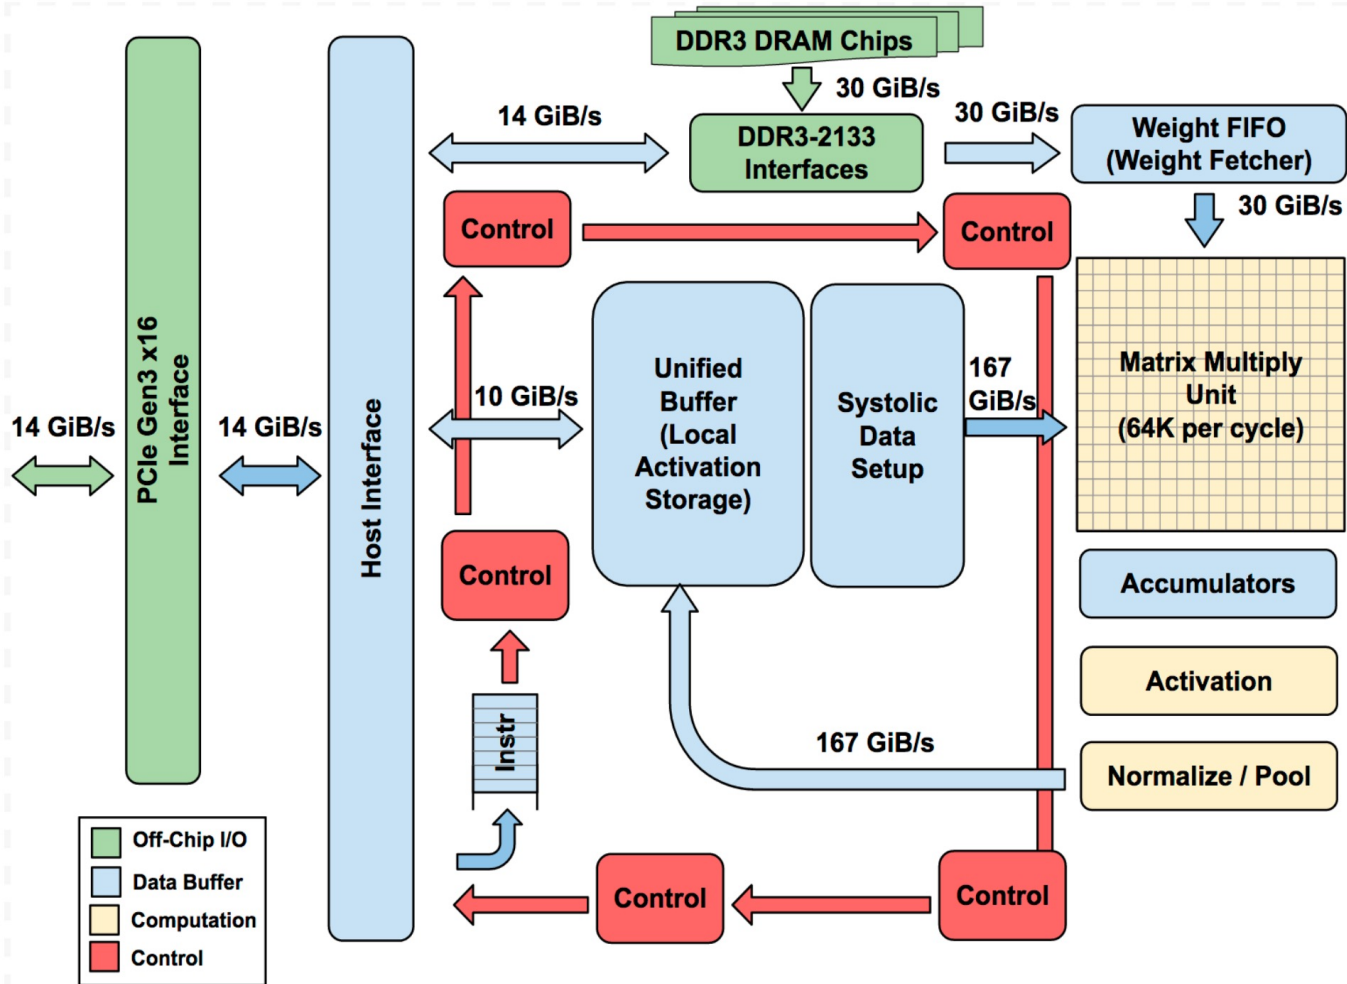 DDR3 DRAM Chips
30 GiB/s
14 GiB/s
DDR3-2133
Interfaces
30 GiB/s
Weight FIFO
(Weight Fetcher)
30 GiB/s
Control
Control
PCIe Gen3 x16
Interface
14 GiB/s
14 GiB/s
Host Interface
10 GiB/s
Unified
Buffer
(Local
Activation
Storage)
Systolic
Data
Setup
167
GiB/s
Matrix Multiply
Unit
(64K per cycle)
Control
Accumulators
Activation
Instr
167 GiB/s
Normalize / Pool
Control
Control
Off-Chip I/O
Data Buffer
Computation
Control